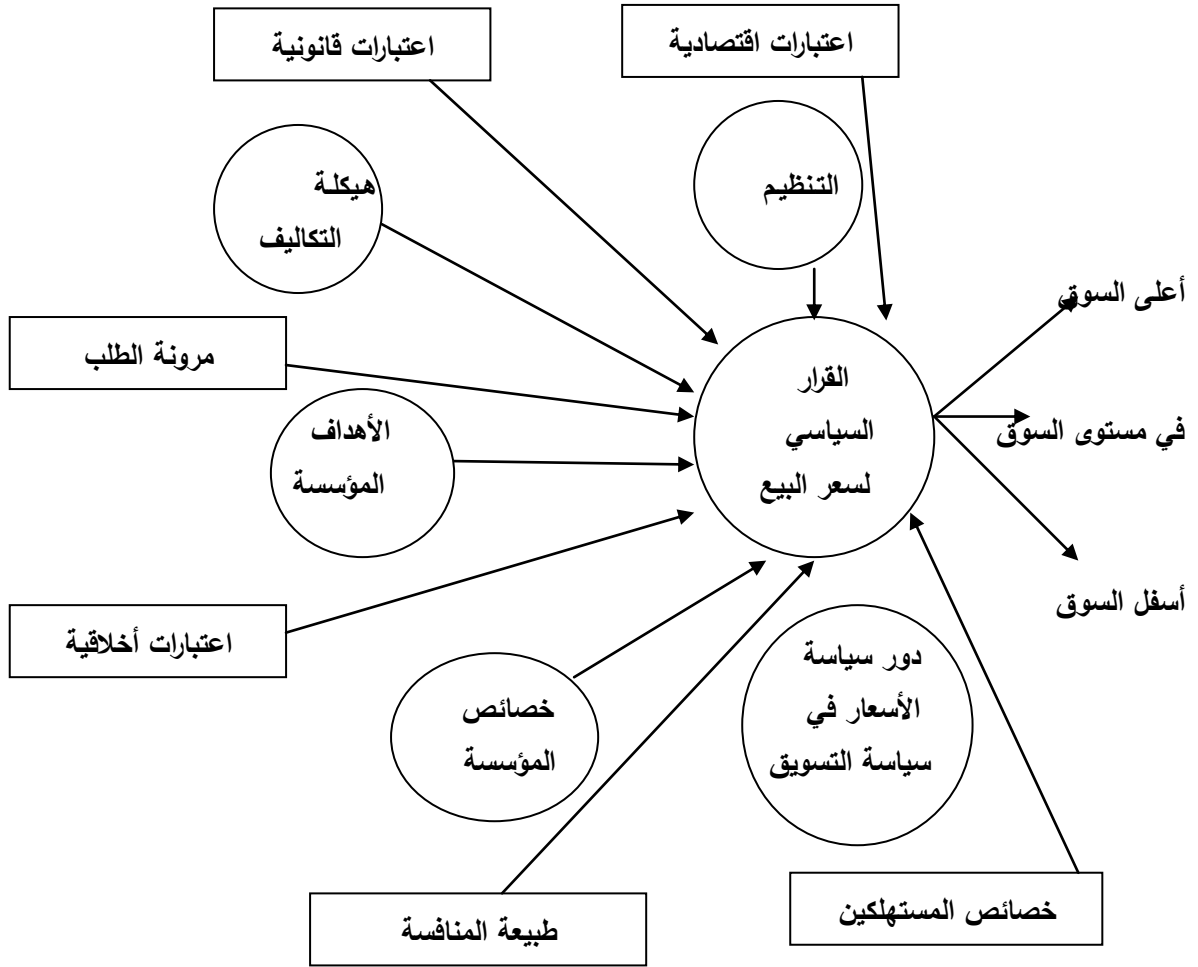 اعتبارات اقتصادية
اعتبارات قانونية
التنظيم
هيكلة
التكاليف
أعلى السوق
مرونة الطلب
القرار
السياسي
لسعر البيع
في مستوى السوق
الأهداف
المؤسسة
أسفل السوق
اعتبارات أخلاقية
دور سياسة
الأسعار في
سياسة التسويق
خصائص
المؤسسة
خصائص المستهلكين
طبيعة المنافسة